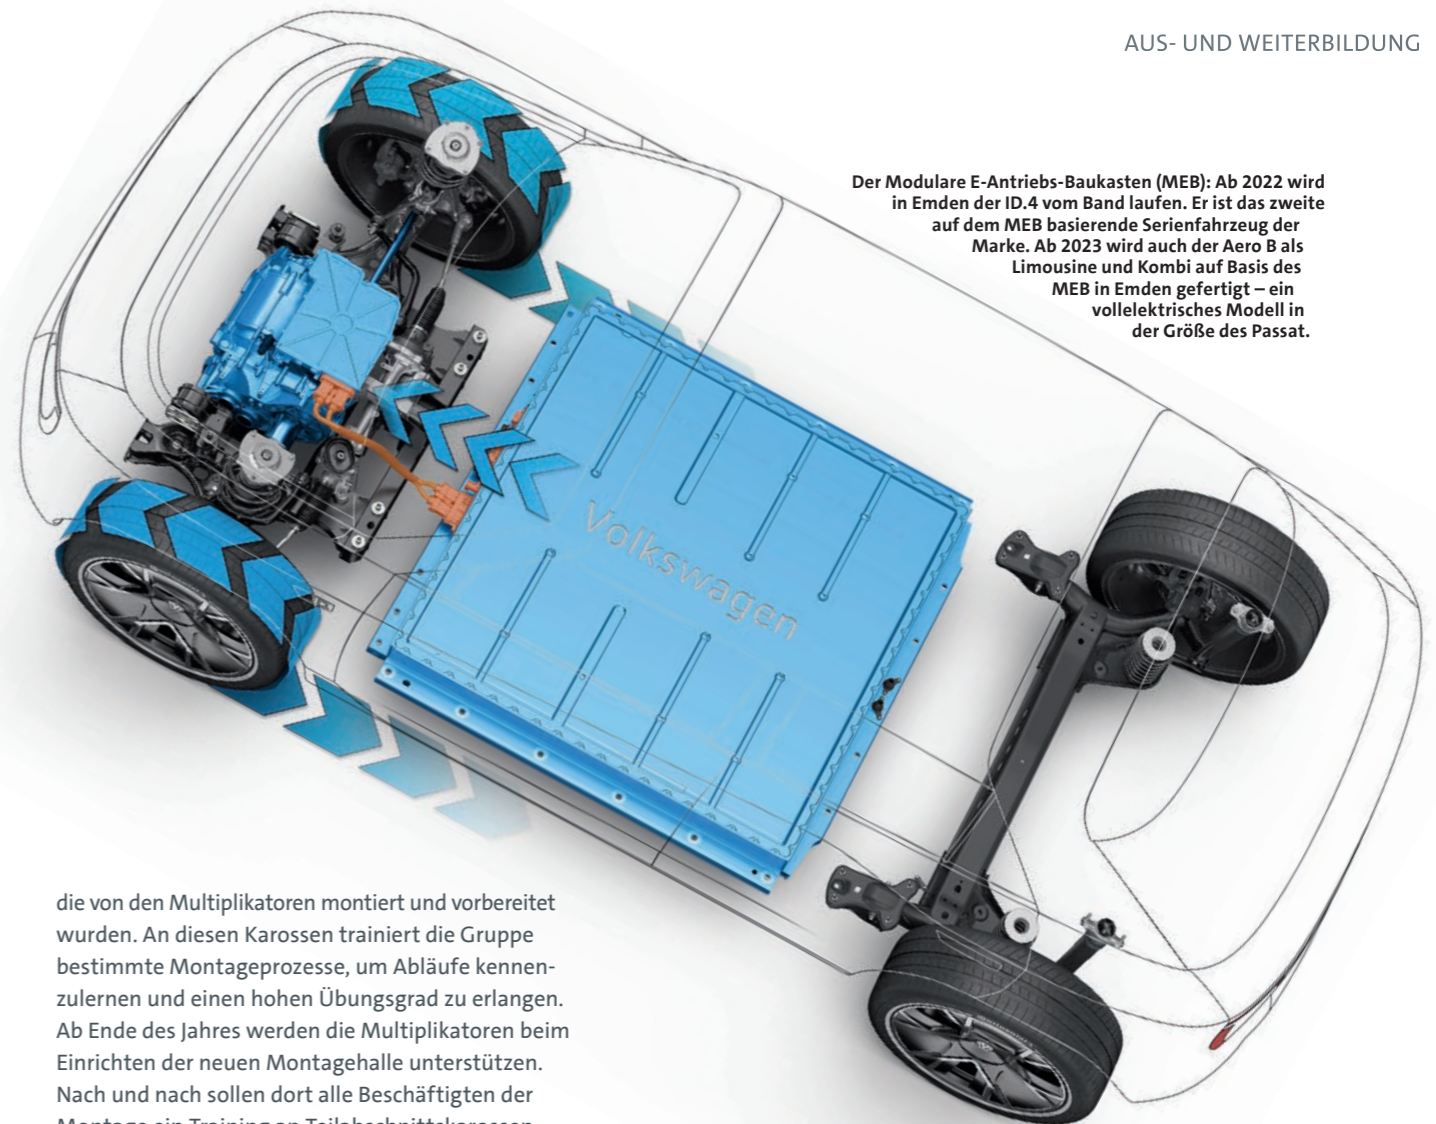 AUS- UND WEITERBILDUNG
Der Modulare E-Antriebs-Baukasten (MEB): Ab 2022 wird
in Emden der ID.4 vom Band laufen. Er ist das zweite
auf dem MEB basierende Serienfahrzeug der
Marke. Ab 2023 wird auch der Aero B als
Limousine und Kombi auf Basis des
MEB in Emden gefertigt – ein
vollelektrisches Modell in
der Größe des Passat.
Volkswagen
die von den Multiplikatoren montiert und vorbereitet
wurden. An diesen Karossen trainiert die Gruppe
bestimmte Montageprozesse, um Abläufe kennen-
zulernen und einen hohen Übungsgrad zu erlangen.
Ab Ende des Jahres werden die Multiplikatoren beim
Einrichten der neuen Montagehalle unterstützen.
Nach und nach sollen dort alle Beschäftigten der
Montage ein Training an Teilabschnittskarossen